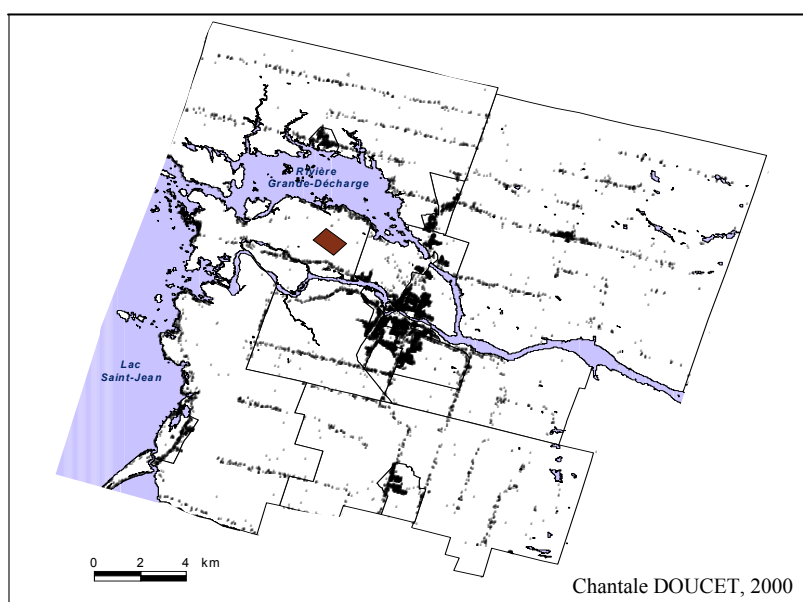 Rivière
Grande-Décharge
Lac
Saint-Jean
0 2 4 km
Chantale DOUCET, 2000